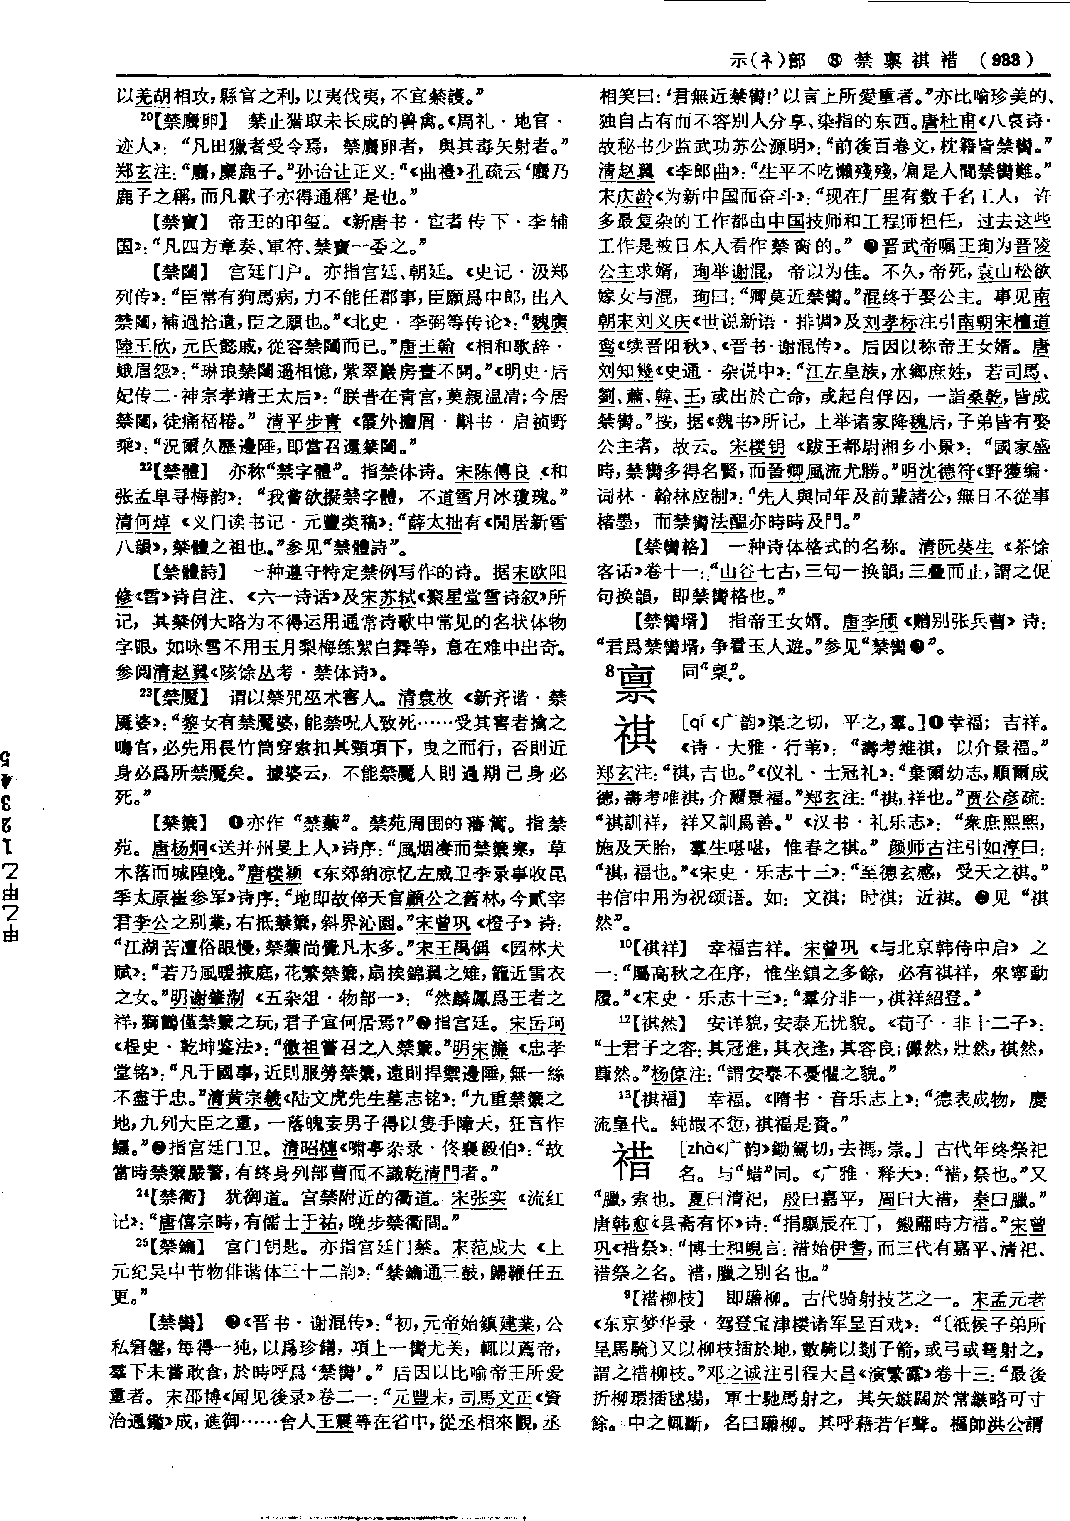 示(礻)部 ⑧ 禁 禀 祺 䄍 (933)
以羌胡相攻，縣官之利，以夷伐夷，不宜禁護。”
20【禁麛卵】 禁止猎取未长成的兽禽。《周礼·地官·
迹人》：“凡田獵者受令焉，禁麛卵者，與其毒矢射者。”
郑玄注：“麛，麋鹿子。”孙诒让正义：“《曲禮》孔疏云‘麛乃
鹿子之稱，而凡獸子亦得通稱’是也。”
【禁寶】 帝王的印玺。《新唐书·宦者传下·李辅
国》：“凡四方章奏、軍符、禁寶一委之。”
【禁闥】 宫廷门户。亦指宫廷、朝廷。《史记·汲郑
列传》：“臣常有狗馬病，力不能任郡事，臣願爲中郎，出入
禁闥，補過拾遺，臣之願也。”《北史·李弼等传论》：“魏廣
陵王欣，元氏懿戚，從容禁闥而已。”唐王翰《相和歌辞·
蛾眉怨》：“琳琅禁闥遥相憶，紫翠巖房晝不開。”《明史·后
妃传二·神宗孝靖王太后》：“朕昔在青宫，莫親温凊；今居
禁闥，徒痛桮棬。”清平步青《霞外攟屑·斠书·启祯野
乘》：“況爾久歷邊陲，即當召還禁闥。”
22【禁體】 亦称“禁字體”。指禁体诗。宋陈傅良《和
张孟阜寻梅韵》：“我嘗欲擬禁字體，不道雪月冰瓊瑰。”
清何焯《义门读书记·元豐类稿》：“薛太拙有《閒居新雪
八韻》，禁體之祖也。”参见“禁體詩”。
【禁體詩】 一种遵守特定禁例写作的诗。据宋欧阳
修《雪》诗自注、《六一诗话》及宋苏轼《聚星堂雪诗叙》所
记，其禁例大略为不得运用通常诗歌中常见的名状体物
字眼，如咏雪不用玉月梨梅练絮白舞等，意在难中出奇。
参阅清赵翼《陔馀丛考·禁体诗》。
23【禁魘】 谓以禁咒巫术害人。清袁枚《新齐谐·禁
魘婆》：“黎女有禁魘婆，能禁呪人致死……受其害者擒之
鳴官，必先用長竹筒穿索扣其頸項下，曳之而行，否則近
身必爲所禁魘矣。據婆云，不能禁魘人則過期己身必
死。”
【禁籞】 ❶亦作“禁蘌”。禁苑周围的藩篱。指禁
苑。唐杨炯《送并州旻上人》诗序：“風烟凄而禁籞寒，草
木落而城隍晚。”唐楼颖《东郊纳凉忆左威卫李录事收昆
季太原崔参军》诗序：“地即故倅天官顧公之舊林，今貳宰
君李公之别業，右抵禁籞，斜界沁園。”宋曾巩《橙子》诗：
“江湖苦遭俗眼慢，禁蘌尚覺凡木多。”宋王禹偁《园林犬
赋》：“若乃風暖掖庭，花繁禁籞，扇挨錦翼之雉，籠近雪衣
之女。”明谢肇淛《五杂俎·物部一》：“然麟鳳爲王者之
祥，獅鶴僅禁籞之玩，君子宜何居焉？”❷指宫廷。宋岳珂
《桯史·乾坤鉴法》：“徽祖嘗召之入禁籞。”明宋濂《忠孝
堂铭》：“凡于國事，近則服勞禁籞，遠則捍禦邊陲，無一絲
不盡于忠。”清黄宗羲《陆文虎先生墓志铭》：“九重禁籞之
地，九列大臣之重，一落魄妄男子得以隻手障天，狂言作
孽。”❸指宫廷门卫。清昭梿《啸亭杂录·佟襄毅伯》：“故
當時禁籞嚴警，有終身列部曹而不識乾清門者。”
24【禁衢】 犹御道。宫禁附近的衢道。宋张实《流红
记》：“唐僖宗時，有儒士于祐，晚步禁衢間。”
25【禁鑰】 宫门钥匙。亦指宫廷门禁。宋范成大《上
元纪吴中节物俳谐体三十二韵》：“禁鑰通三鼓，歸鞭任五
更。”
【禁臠】 ❶《晋书·谢混传》：“初，元帝始鎮建業，公
私窘罄，每得一㹠，以爲珍饍，項上一臠尤美，輒以薦帝，
羣下未嘗敢食，於時呼爲‘禁臠’。”后因以比喻帝王所爱
重者。宋邵博《闻见後录》卷二一：“元豐末，司馬文正《資
治通鑑》成，進御……舍人王震等在省中，從丞相來觀，丞
相笑曰：‘君無近禁臠！’以言上所愛重者。”亦比喻珍美的、
独自占有而不容别人分享、染指的东西。唐杜甫《八哀诗·
故秘书少监武功苏公源明》：“前後百卷文，枕籍皆禁臠。”
清赵翼《李郎曲》：“生平不吃懶殘殘，偏是人間禁臠難。”
宋庆龄《为新中国而奋斗》：“现在厂里有数千名工人，许
多最复杂的工作都由中国技师和工程师担任，过去这些
工作是被日本人看作禁脔的。”❷晋武帝嘱王珣为晋陵
公主求婿，珣举谢混，帝以为佳。不久，帝死，袁山松欲
嫁女与混，珣曰：“卿莫近禁臠。”混终于娶公主。事见南
朝宋刘义庆《世说新语·排调》及刘孝标注引南朝宋檀道
鸾《续晋阳秋》、《晋书·谢混传》。后因以称帝王女婿。唐
刘知幾《史通·杂说中》：“江左皇族，水鄉庶姓，若司馬、
劉、蕭、韓、王，或出於亡命，或起自俘囚，一詣桑乾，皆成
禁臠。”按，据《魏书》所记，上举诸家降魏后，子弟皆有娶
公主者，故云。宋楼钥《跋王都尉湘乡小景》：“國家盛
時，禁臠多得名賢，而晉卿風流尤勝。”明沈德符《野獲编·
词林·翰林应制》：“先人與同年及前輩諸公，無日不從事
楮墨，而禁臠法醖亦時時及門。”
【禁臠格】 一种诗体格式的名称。清阮葵生《茶馀
客话》卷十一：“山谷七古，三句一换韻，三疊而止，謂之促
句换韻，即禁臠格也。”
【禁臠壻】 指帝王女婿。唐李颀《赠别张兵曹》诗：
“君爲禁臠壻，争看玉人遊。”参见“禁臠❷”。
8禀 同“稟”。
祺 [qí《广韵》渠之切，平之，羣。]❶幸福；吉祥。
《诗·大雅·行苇》：“壽考維祺，以介景福。”
郑玄注：“祺，吉也。”《仪礼·士冠礼》：“棄爾幼志，順爾成
德，壽考惟祺，介爾景福。”郑玄注：“祺，祥也。”贾公彦疏：
“祺訓祥，祥又訓爲善。”《汉书·礼乐志》：“衆庶熙熙，
施及夭胎，羣生啿啿，惟春之祺。”颜师古注引如淳曰：
“祺，福也。”《宋史·乐志十三》：“至德玄感，受天之祺。”
书信中用为祝颂语。如：文祺；时祺；近祺。❷见“祺
然”。
10【祺祥】 幸福吉祥。宋曾巩《与北京韩侍中启》之
一：“屬高秋之在序，惟坐鎮之多餘，必有祺祥，來寧動
履。”《宋史·乐志十三》：“羣分非一，祺祥紹登。”
12【祺然】 安详貌，安泰无忧貌。《荀子·非十二子》：
“士君子之容：其冠進，其衣逢，其容良；儼然，壯然，祺然，
蕼然。”杨倞注：“謂安泰不憂懼之貌。”
13【祺福】 幸福。《隋书·音乐志上》：“德表成物，慶
流皇代。純嘏不愆，祺福是賚。”
䄍 [zhà《广韵》鋤駕切，去禡，崇。]古代年终祭祀
名。与“蜡”同。《广雅·释天》：“䄍，祭也。”又
“臘，索也。夏曰清祀，殷曰嘉平，周曰大䄍，秦曰臘。”
唐韩愈《县斋有怀》诗：“捐軀辰在丁，鎩翮時方䄍。”宋曾
巩《䄍祭》：“博士和峴言：䄍始伊耆，而三代有嘉平、清祀、
䄍祭之名。䄍，臘之别名也。”
9【䄍柳枝】 即躤柳。古代骑射技艺之一。宋孟元老
《东京梦华录·驾登宝津楼诸军呈百戏》：“〔祗候子弟所
呈馬騎〕又以柳枝插於地，數騎以剗子箭，或弓或弩射之，
謂之䄍柳枝。”邓之诚注引程大昌《演繁露》卷十三：“最後
折柳環插毬場，軍士馳馬射之，其矢鏃闊於常鏃略可寸
餘。中之輒斷，名曰躤柳。其呼藉若乍聲。樞帥洪公謂
甲乙甲乙12345